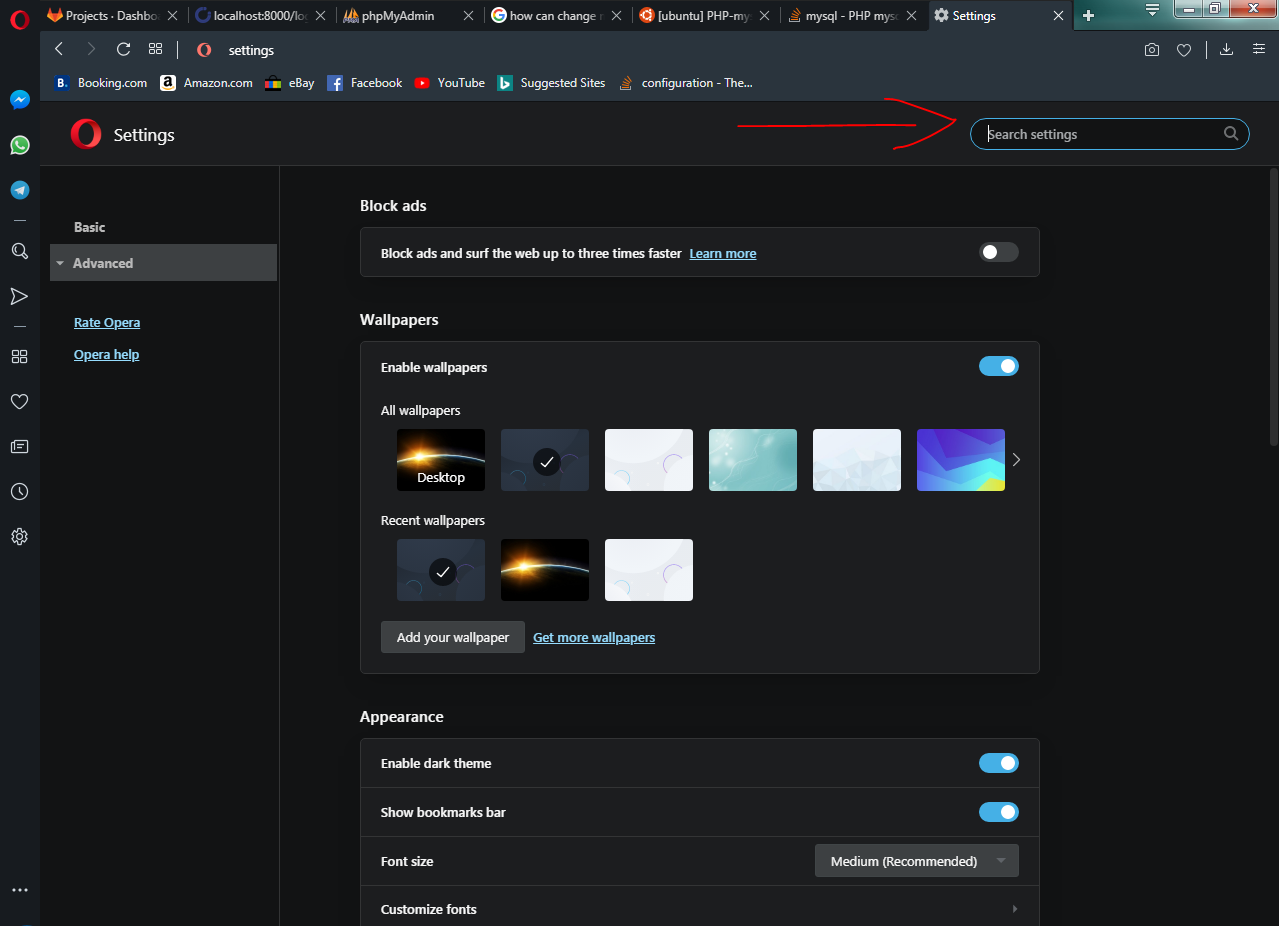 Projects · Dashbo
localhost:8000/log
phpMyAdmin
how can change r
[ubuntu] PHP-mys
mysql - PHP mysc
Settings
settings
B. Booking.com
a Amazon.com
eBay
Facebook
YouTube
Suggested Sites
configuration - The...
Settings
Search settings
Basic
Advanced
Rate Opera
Opera help
Block ads
Block ads and surf the web up to three times faster Learn more
Wallpapers
Enable wallpapers
All wallpapers
Desktop
Recent wallpapers
Add your wallpaper
Get more wallpapers
Appearance
Enable dark theme
Show bookmarks bar
Font size
Medium (Recommended)
Customize fonts